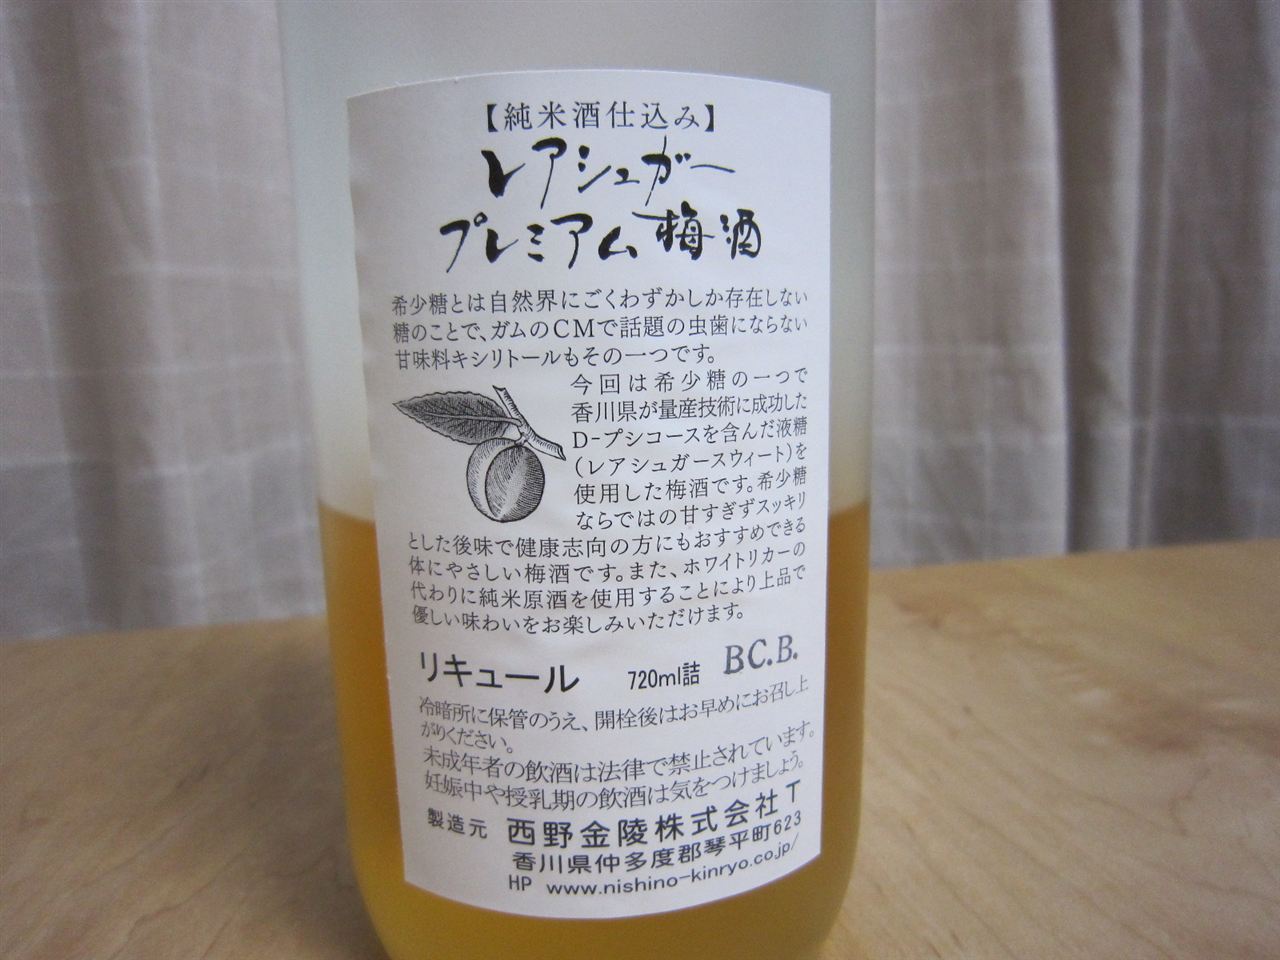 【純米酒仕込み】
レアシュガー
プレミアム梅酒
希少糖とは自然界にごくわずかしか存在しない
糖のことで、ガムのCMで話題の虫歯にならない
甘味料キシリトールもその一つです。
今回は希少糖の一つで
香川県が量産技術に成功した
D-プシコースを含んだ液糖
(レアシュガースウィート)を
使用した梅酒です。希少糖
ならではの甘すぎずスッキリ
とした後味で健康志向の方にもおすすめできる
体にやさしい梅酒です。また、ホワイトリカーの
代わりに純米原酒を使用することにより上品で
優しい味わいをお楽しみいただけます。
リキュール 720ml詰 BC.B.
冷暗所に保管のうえ、開栓後はお早めにお召し上
がりください。
未成年者の飲酒は法律で禁止されています。
妊娠中や授乳期の飲酒は気をつけましょう。
製造元 西野金陵株式会社 T
香川県仲多度郡琴平町623
HP www.nishino-kinryo.co.jp/